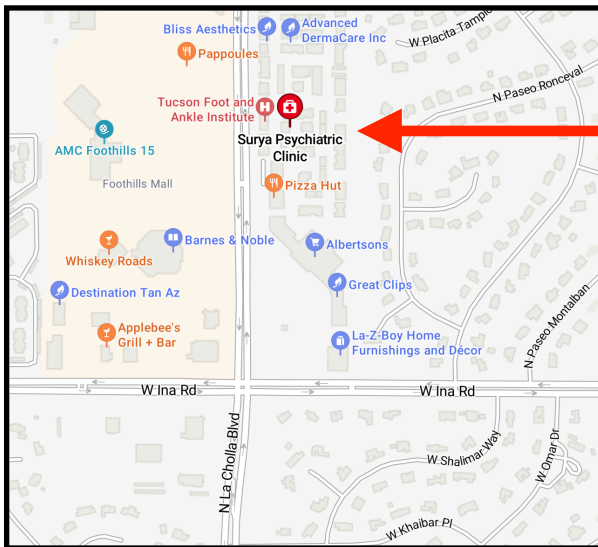 Bliss Aesthetics
Advanced
DermaCare Inc
W Placita Tampic
Pappoules
N Paseo Ronceval
Tucson Foot and
Ankle Institute
Surya Psychiatric
Clinic
AMC Foothills 15
Foothills Mall
Pizza Hut
Barnes & Noble
Albertsons
Whiskey Roads
Great Clips
Destination Tan Az
N Paseo Montalban
Applebee's
Grill + Bar
La-Z-Boy Home
Furnishings and Décor
W Ina Rd
W Ina Rd
N La Cholla Blvd
W Shalimar Way
W Omar Dr
W Khaibar Pl